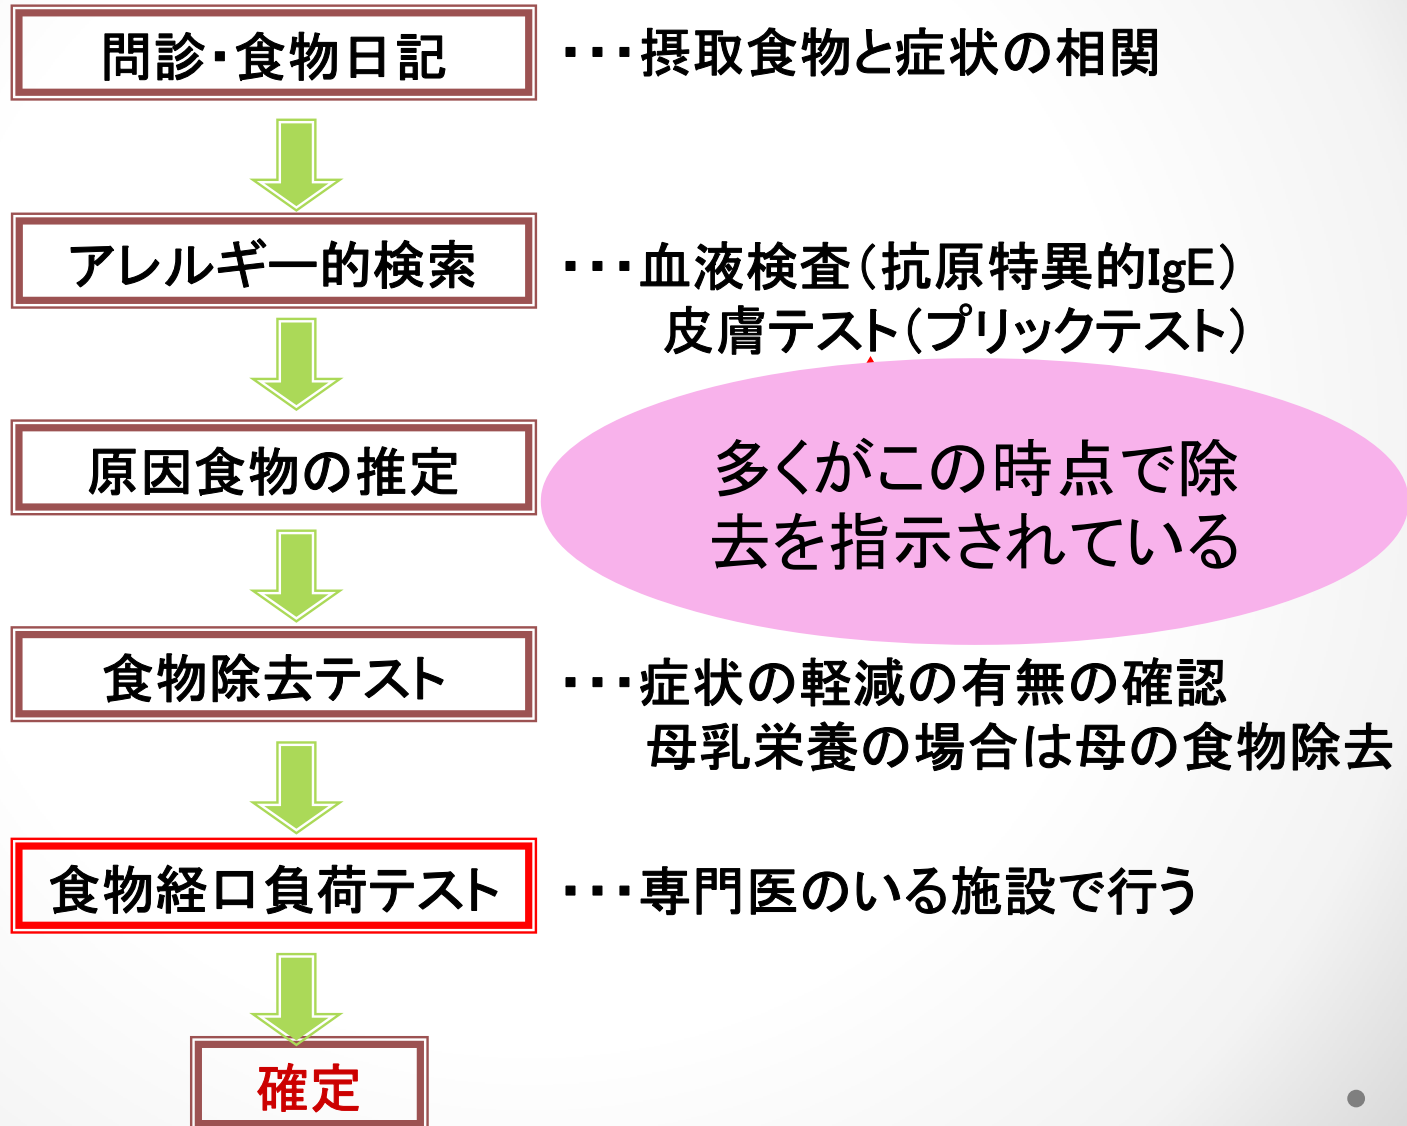 問診・食物日記 ・・・摂取食物と症状の相関
アレルギー的検索 ・・・血液検査（抗原特異的IgE）
皮膚テスト（プリックテスト）
原因食物の推定
多くがこの時点で除
去を指示されている
食物除去テスト ・・・症状の軽減の有無の確認
母乳栄養の場合は母の食物除去
食物経口負荷テスト ・・・専門医のいる施設で行う
確定